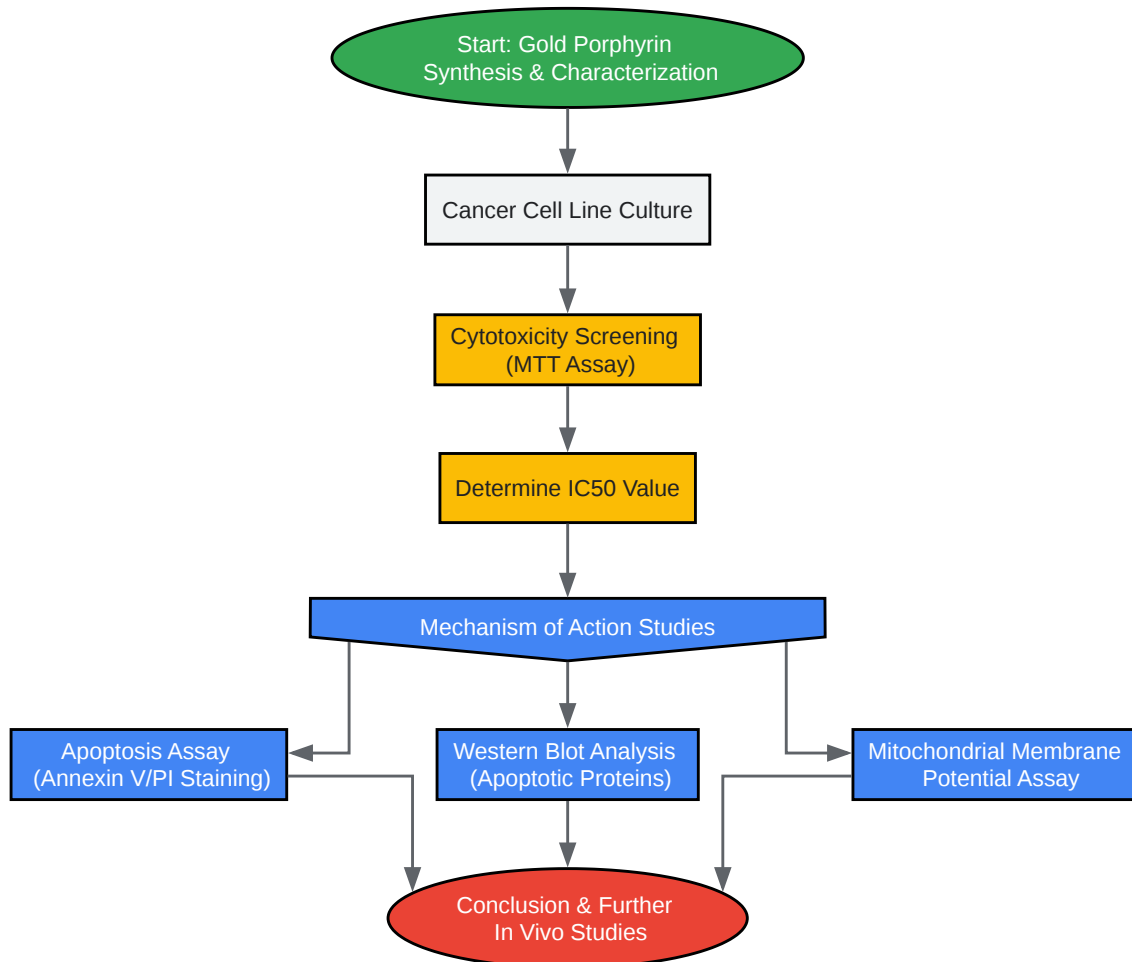 Start: Gold Porphyrin
Synthesis & Characterization
Cancer Cell Line Culture
Cytotoxicity Screening
(MTT Assay)
Determine IC50 Value
Mechanism of Action Studies
Apoptosis Assay
(Annexin V/PI Staining)
Western Blot Analysis
(Apoptotic Proteins)
Mitochondrial Membrane
Potential Assay
Conclusion & Further
In Vivo Studies